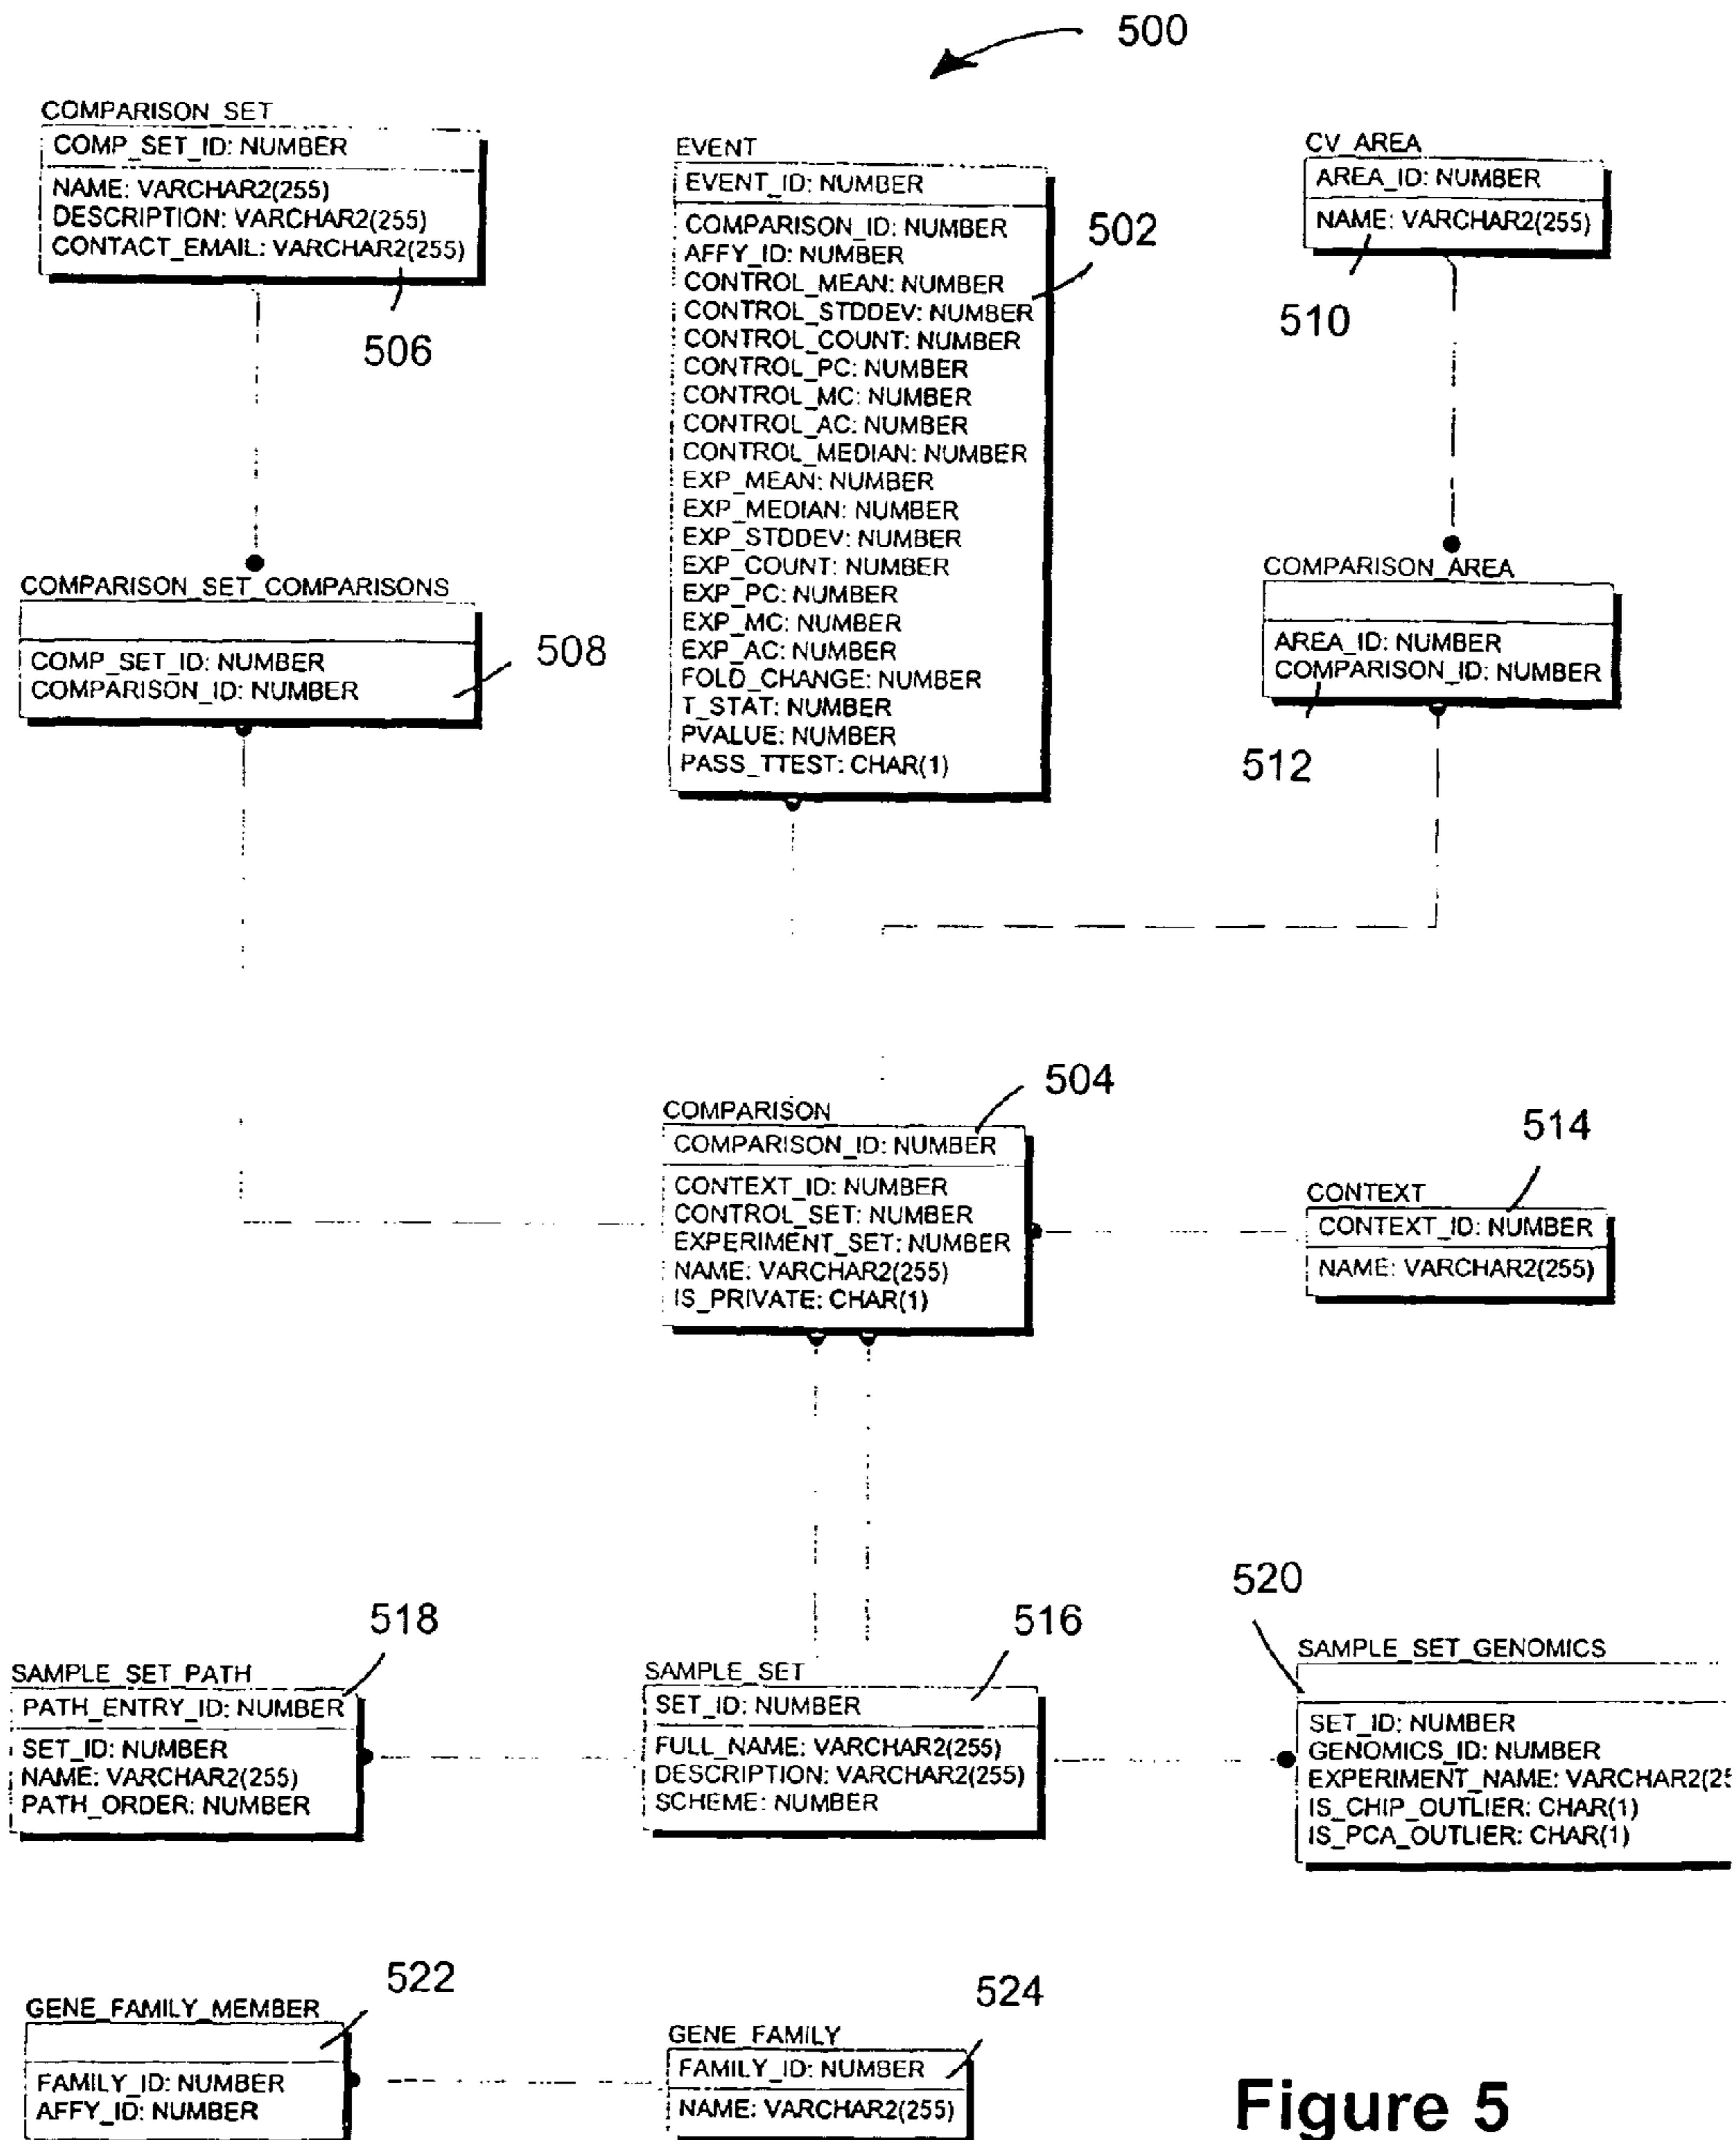 500
COMPARISON_SET
COMP_SET_ID: NUMBER
NAME: VARCHAR2(255)
DESCRIPTION: VARCHAR2(255)
CONTACT_EMAIL: VARCHAR2(255)
506
EVENT
EVENT_ID: NUMBER
COMPARISON_ID: NUMBER
AFFY_ID: NUMBER
CONTROL_MEAN: NUMBER
CONTROL_STDDEV: NUMBER
CONTROL_COUNT: NUMBER
CONTROL_PC: NUMBER
CONTROL_MC: NUMBER
CONTROL_AC: NUMBER
CONTROL_MEDIAN: NUMBER
EXP_MEAN: NUMBER
EXP_MEDIAN: NUMBER
EXP_STDDEV: NUMBER
EXP_COUNT: NUMBER
EXP_PC: NUMBER
EXP_MC: NUMBER
EXP_AC: NUMBER
FOLD_CHANGE: NUMBER
T_STAT: NUMBER
PVALUE: NUMBER
PASS_TTEST: CHAR(1)
502
CV_AREA
AREA_ID: NUMBER
NAME: VARCHAR2(255)
510
COMPARISON_SET_COMPARISONS
COMP_SET_ID: NUMBER
COMPARISON_ID: NUMBER
508
COMPARISON_AREA
AREA_ID: NUMBER
COMPARISON_ID: NUMBER
512
504
COMPARISON
COMPARISON_ID: NUMBER
CONTEXT_ID: NUMBER
CONTROL_SET: NUMBER
EXPERIMENT_SET: NUMBER
NAME: VARCHAR2(255)
IS_PRIVATE: CHAR(1)
514
CONTEXT
CONTEXT_ID: NUMBER
NAME: VARCHAR2(255)
518
SAMPLE_SET_PATH
PATH_ENTRY_ID: NUMBER
SET_ID: NUMBER
NAME: VARCHAR2(255)
PATH_ORDER: NUMBER
516
SAMPLE_SET
SET_ID: NUMBER
FULL_NAME: VARCHAR2(255)
DESCRIPTION: VARCHAR2(255)
SCHEME: NUMBER
520
SAMPLE_SET_GENOMICS
SET_ID: NUMBER
GENOMICS_ID: NUMBER
EXPERIMENT_NAME: VARCHAR2(25
IS_CHIP_OUTLIER: CHAR(1)
IS_PCA_OUTLIER: CHAR(1)
522
GENE_FAMILY_MEMBER
FAMILY_ID: NUMBER
AFFY_ID: NUMBER
524
GENE_FAMILY
FAMILY_ID: NUMBER
NAME: VARCHAR2(255)
Figure 5